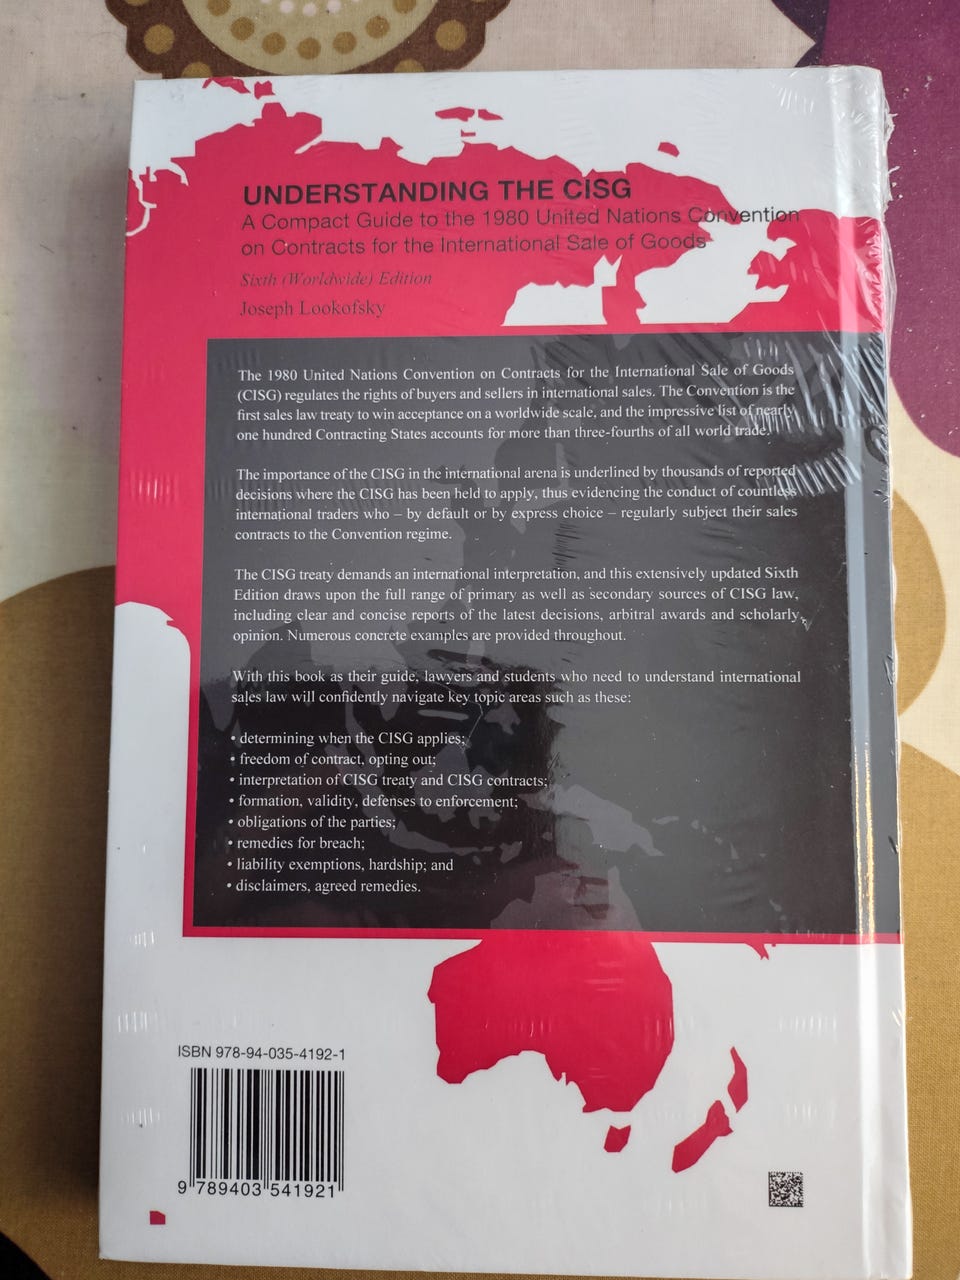 UNDERSTANDING THE CISG
A Compact Guide to the 1980 United Nations Convention
on Contracts for the International Sale of Goods
Sixth (Worldwide) Edition
Joseph Lookofsky
The 1980 United Nations Convention on Contracts for the International Sale of Goods
(CISG) regulates the rights of buyers and sellers in international sales. The Convention is the
first sales law treaty to win acceptance on a worldwide scale, and the impressive list of nearly
one hundred Contracting States accounts for more than three-fourths of all world trade.
The importance of the CISG in the international arena is underlined by thousands of reported
decisions where the CISG has been held to apply, thus evidencing the conduct of countless
international traders who – by default or by express choice – regularly subject their sales
contracts to the Convention regime.
The CISG treaty demands an international interpretation, and this extensively updated Sixth
Edition draws upon the full range of primary as well as secondary sources of CISG law,
including clear and concise reports of the latest decisions, arbitral awards and scholarly
opinion. Numerous concrete examples are provided throughout.
With this book as their guide, lawyers and students who need to understand international
sales law will confidently navigate key topic areas such as these:
• determining when the CISG applies;
• freedom of contract, opting out;
• interpretation of CISG treaty and CISG contracts;
• formation, validity, defenses to enforcement;
• obligations of the parties;
• remedies for breach;
• liability exemptions, hardship; and
• disclaimers, agreed remedies.
ISBN 978-94-035-4192-1
9 789403 541921